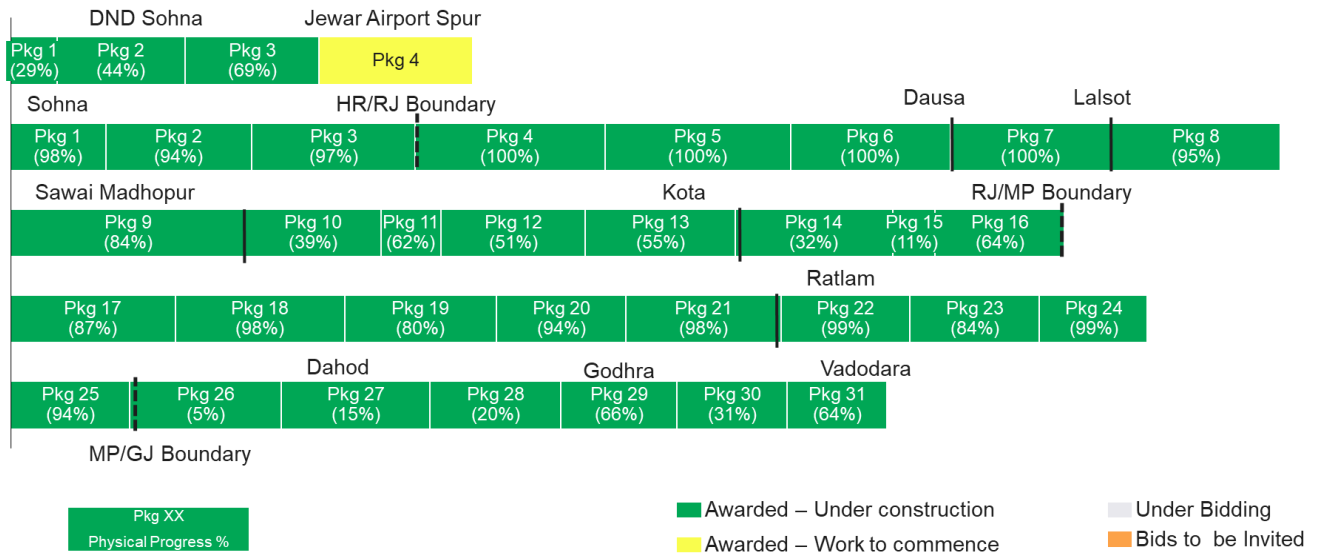 DND Sohna Jewar Airport Spur
Pkg 1 Pkg 2 Pkg 3 Pkg 4
(29%) (44%) (69%)
Sohna HR/RJ Boundary Dausa Lalsot
Pkg 1 Pkg 2 Pkg 3 Pkg 4 Pkg 5 Pkg 6 Pkg 7 Pkg 8
(98%) (94%) (97%) (100%) (100%) (100%) (100%) (95%)
Sawai Madhopur Kota RJ/MP Boundary
Pkg 9 Pkg 10 Pkg 11 Pkg 12 Pkg 13 Pkg 14 Pkg 15 Pkg 16
(84%) (39%) (62%) (51%) (55%) (32%) (11%) (64%)
Ratlam
Pkg 17 Pkg 18 Pkg 19 Pkg 20 Pkg 21 Pkg 22 Pkg 23 Pkg 24
(87%) (98%) (80%) (94%) (98%) (99%) (84%) (99%)
Dahod Godhra Vadodara
Pkg 25 Pkg 26 Pkg 27 Pkg 28 Pkg 29 Pkg 30 Pkg 31
(94%) (5%) (15%) (20%) (66%) (31%) (64%)
MP/GJ Boundary
Pkg XX
Physical Progress %
Awarded – Under construction
Awarded – Work to commence
Under Bidding
Bids to be Invited